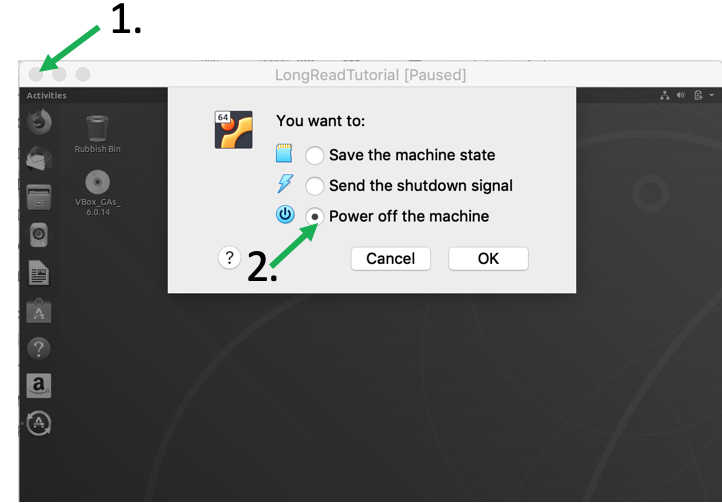 1.
LongReadTutorial [Paused]
Activities
64
You want to:
Rubbish Bin
Save the machine state
Send the shutdown signal
VBox_GAs_
6.0.14
Power off the machine
?
2.
Cancel
OK
A
?
a
A